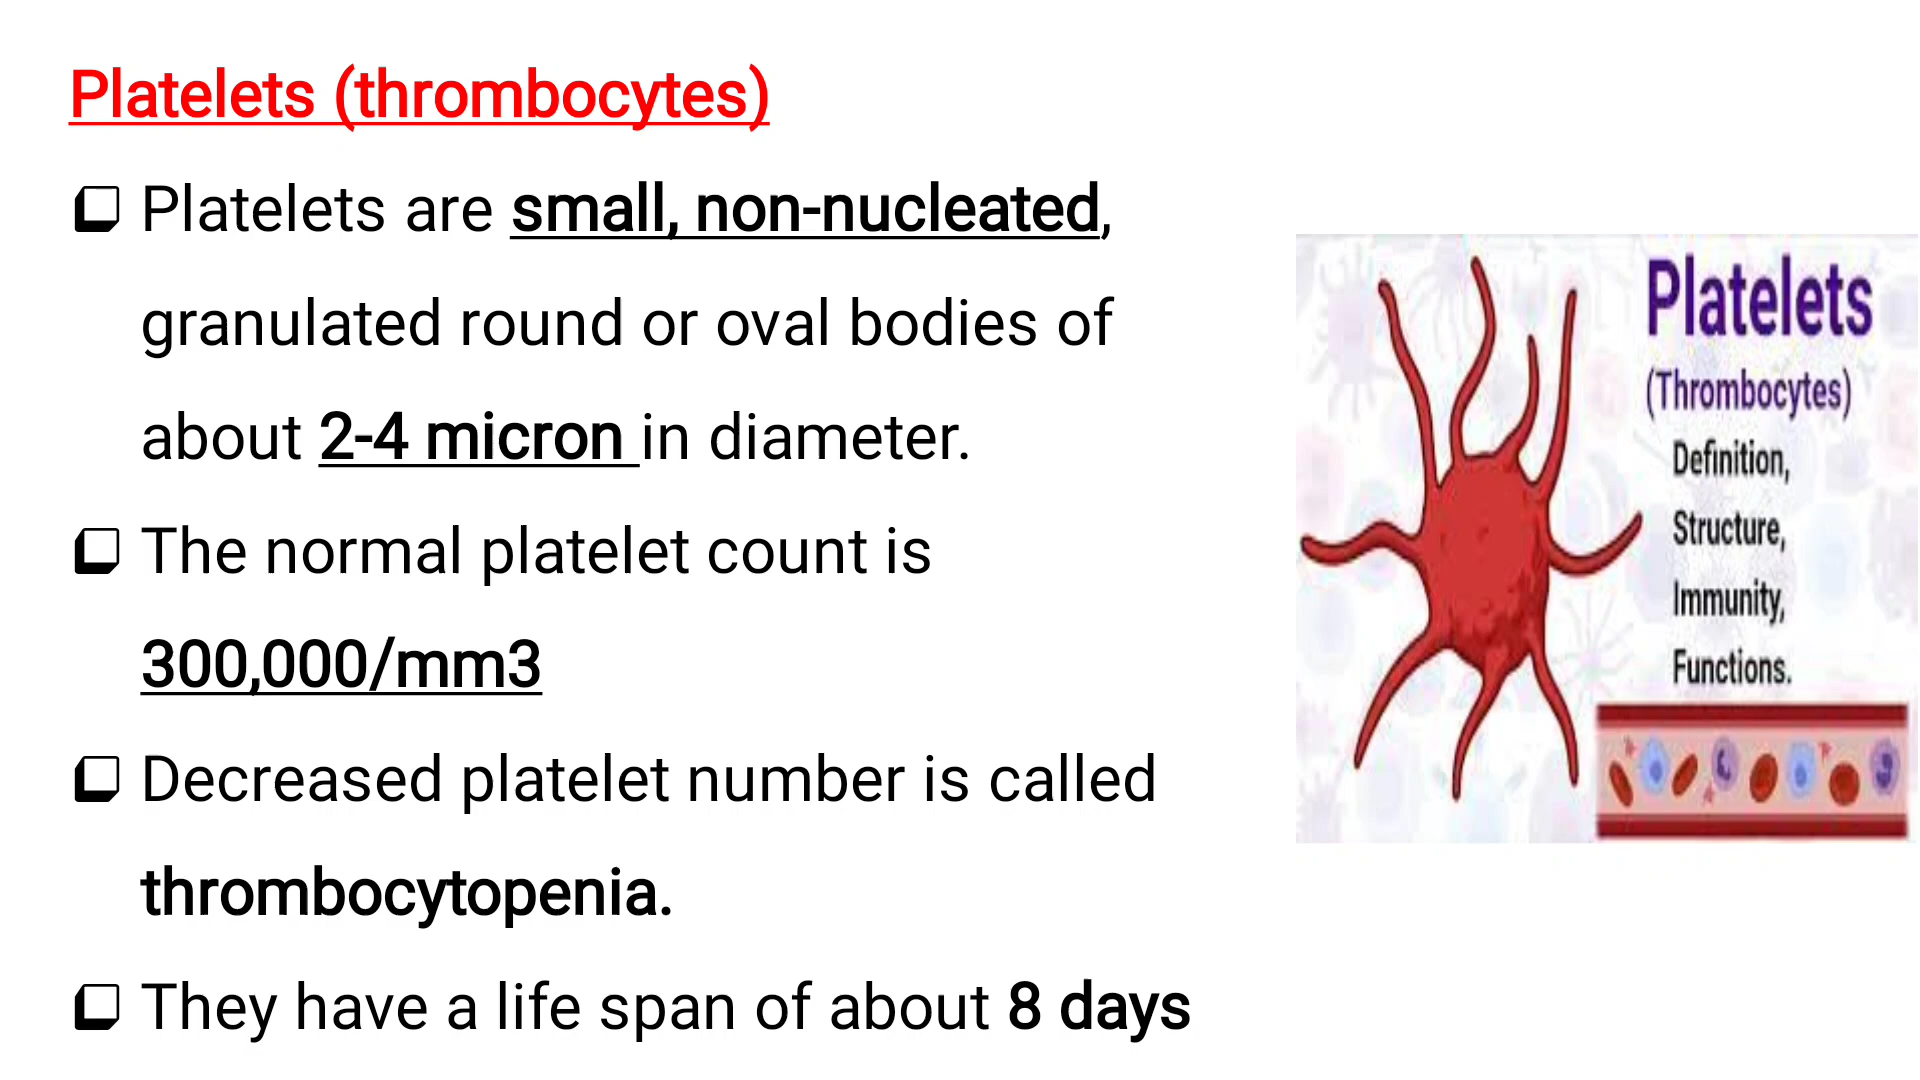 Platelets (thrombocytes)
Platelets are small, non-nucleated,
granulated round or oval bodies of
about 2-4 micron in diameter.
The normal platelet count is
300,000/mm3
Decreased platelet number is called
thrombocytopenia.
They have a life span of about 8 days
Platelets
(Thrombocytes)
Definition,
Structure,
Immunity,
Functions.